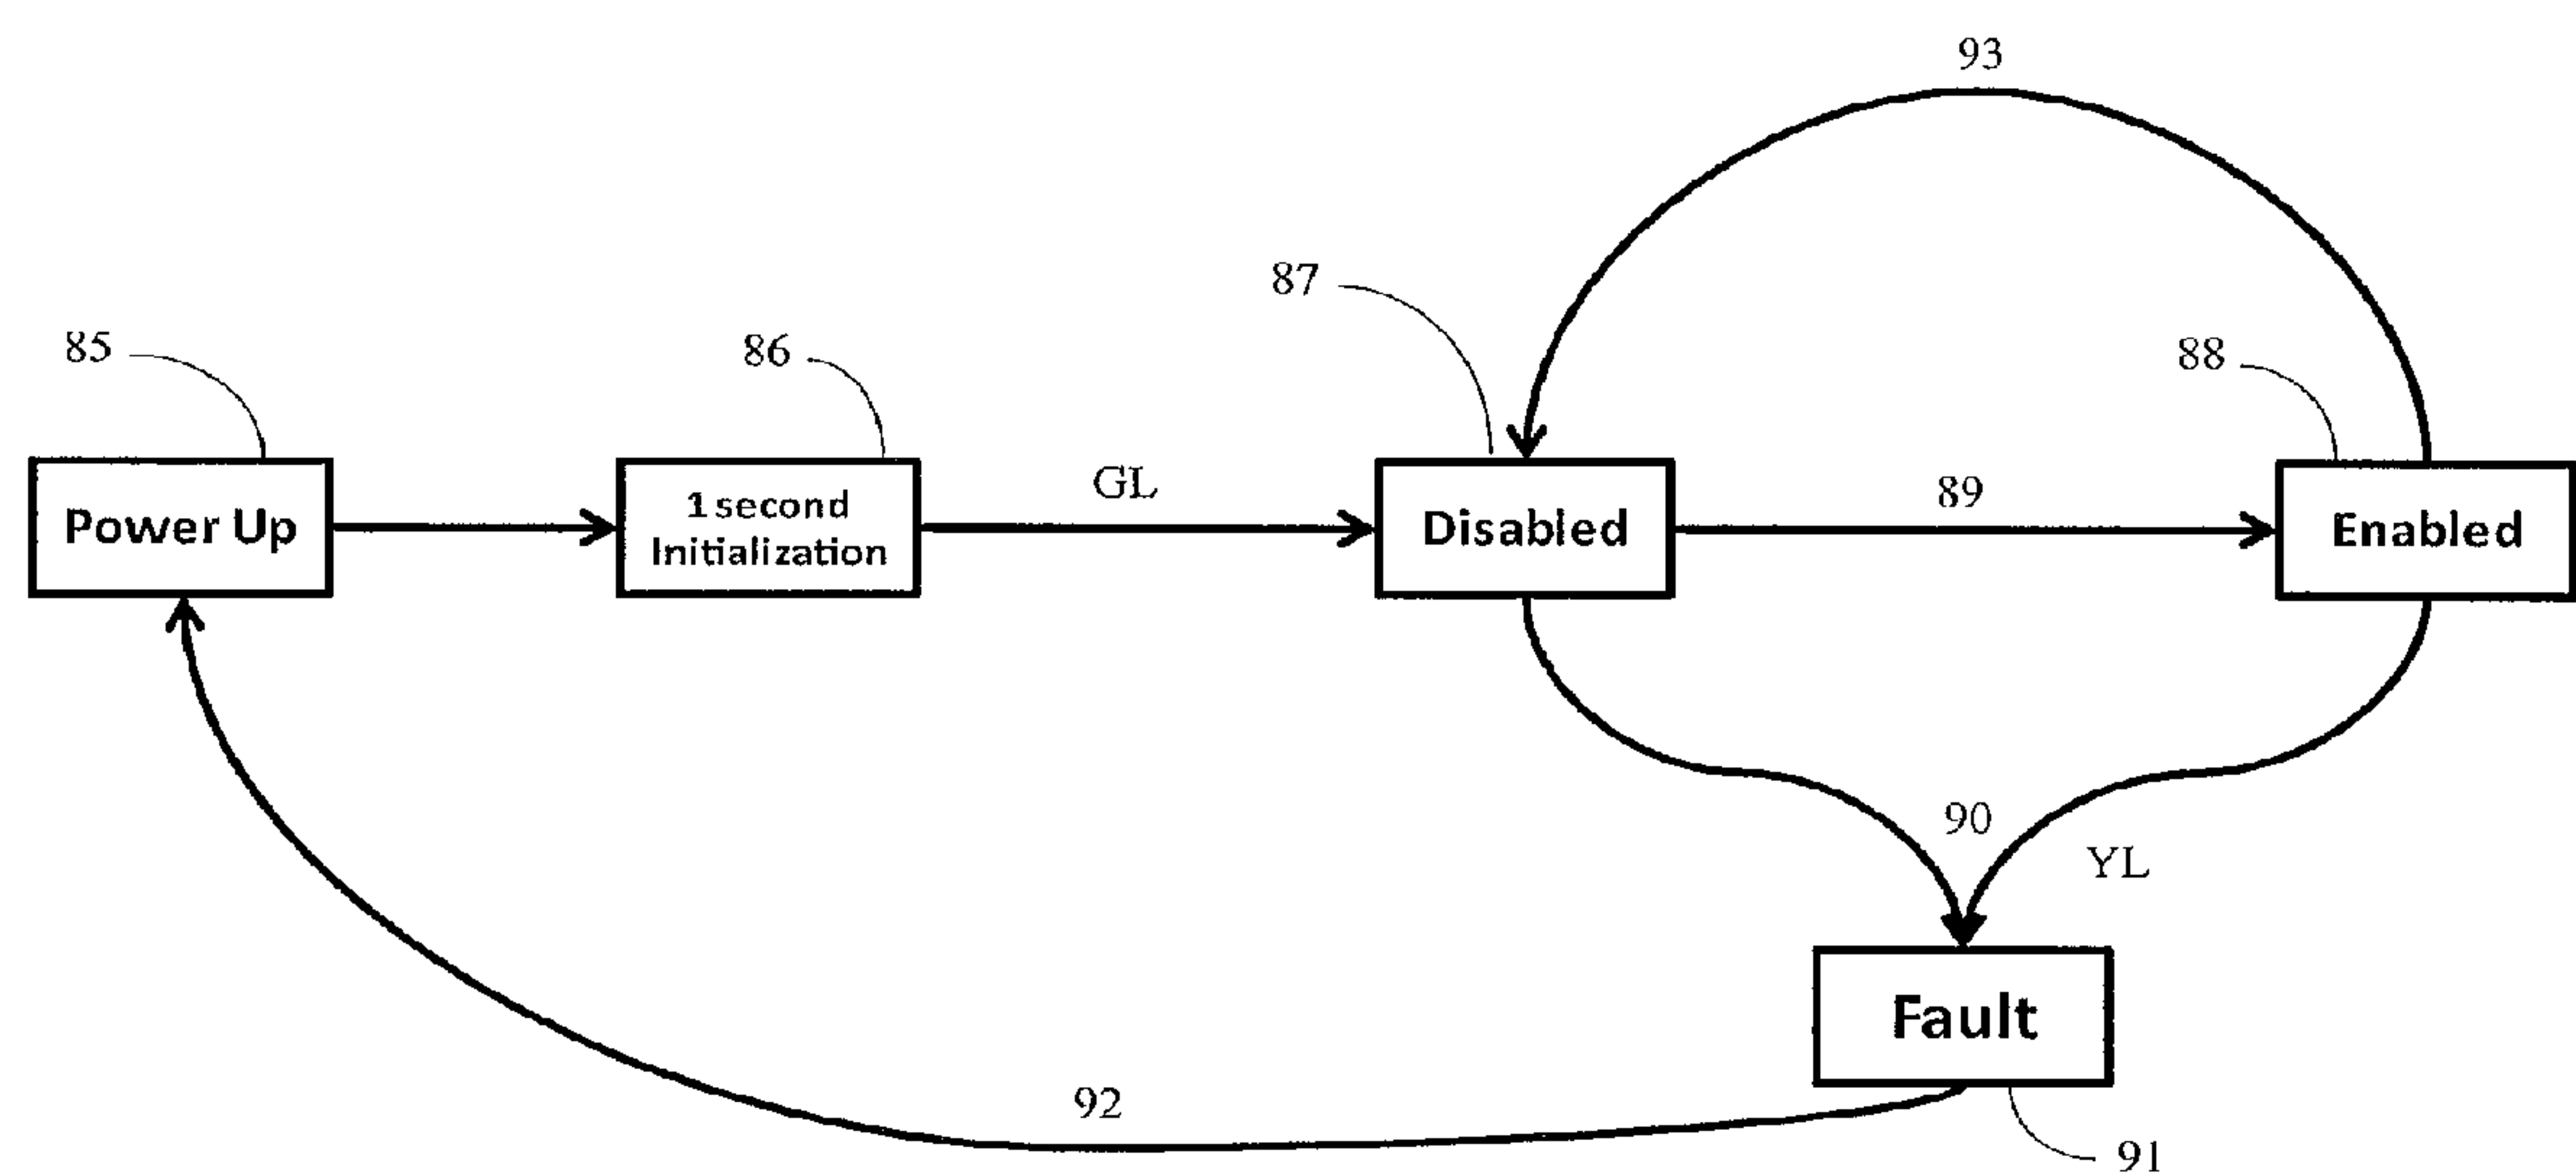 93
87
85
86
88
GL
89
Power Up
1 second
Initialization
Disabled
Enabled
90
YL
Fault
92
91